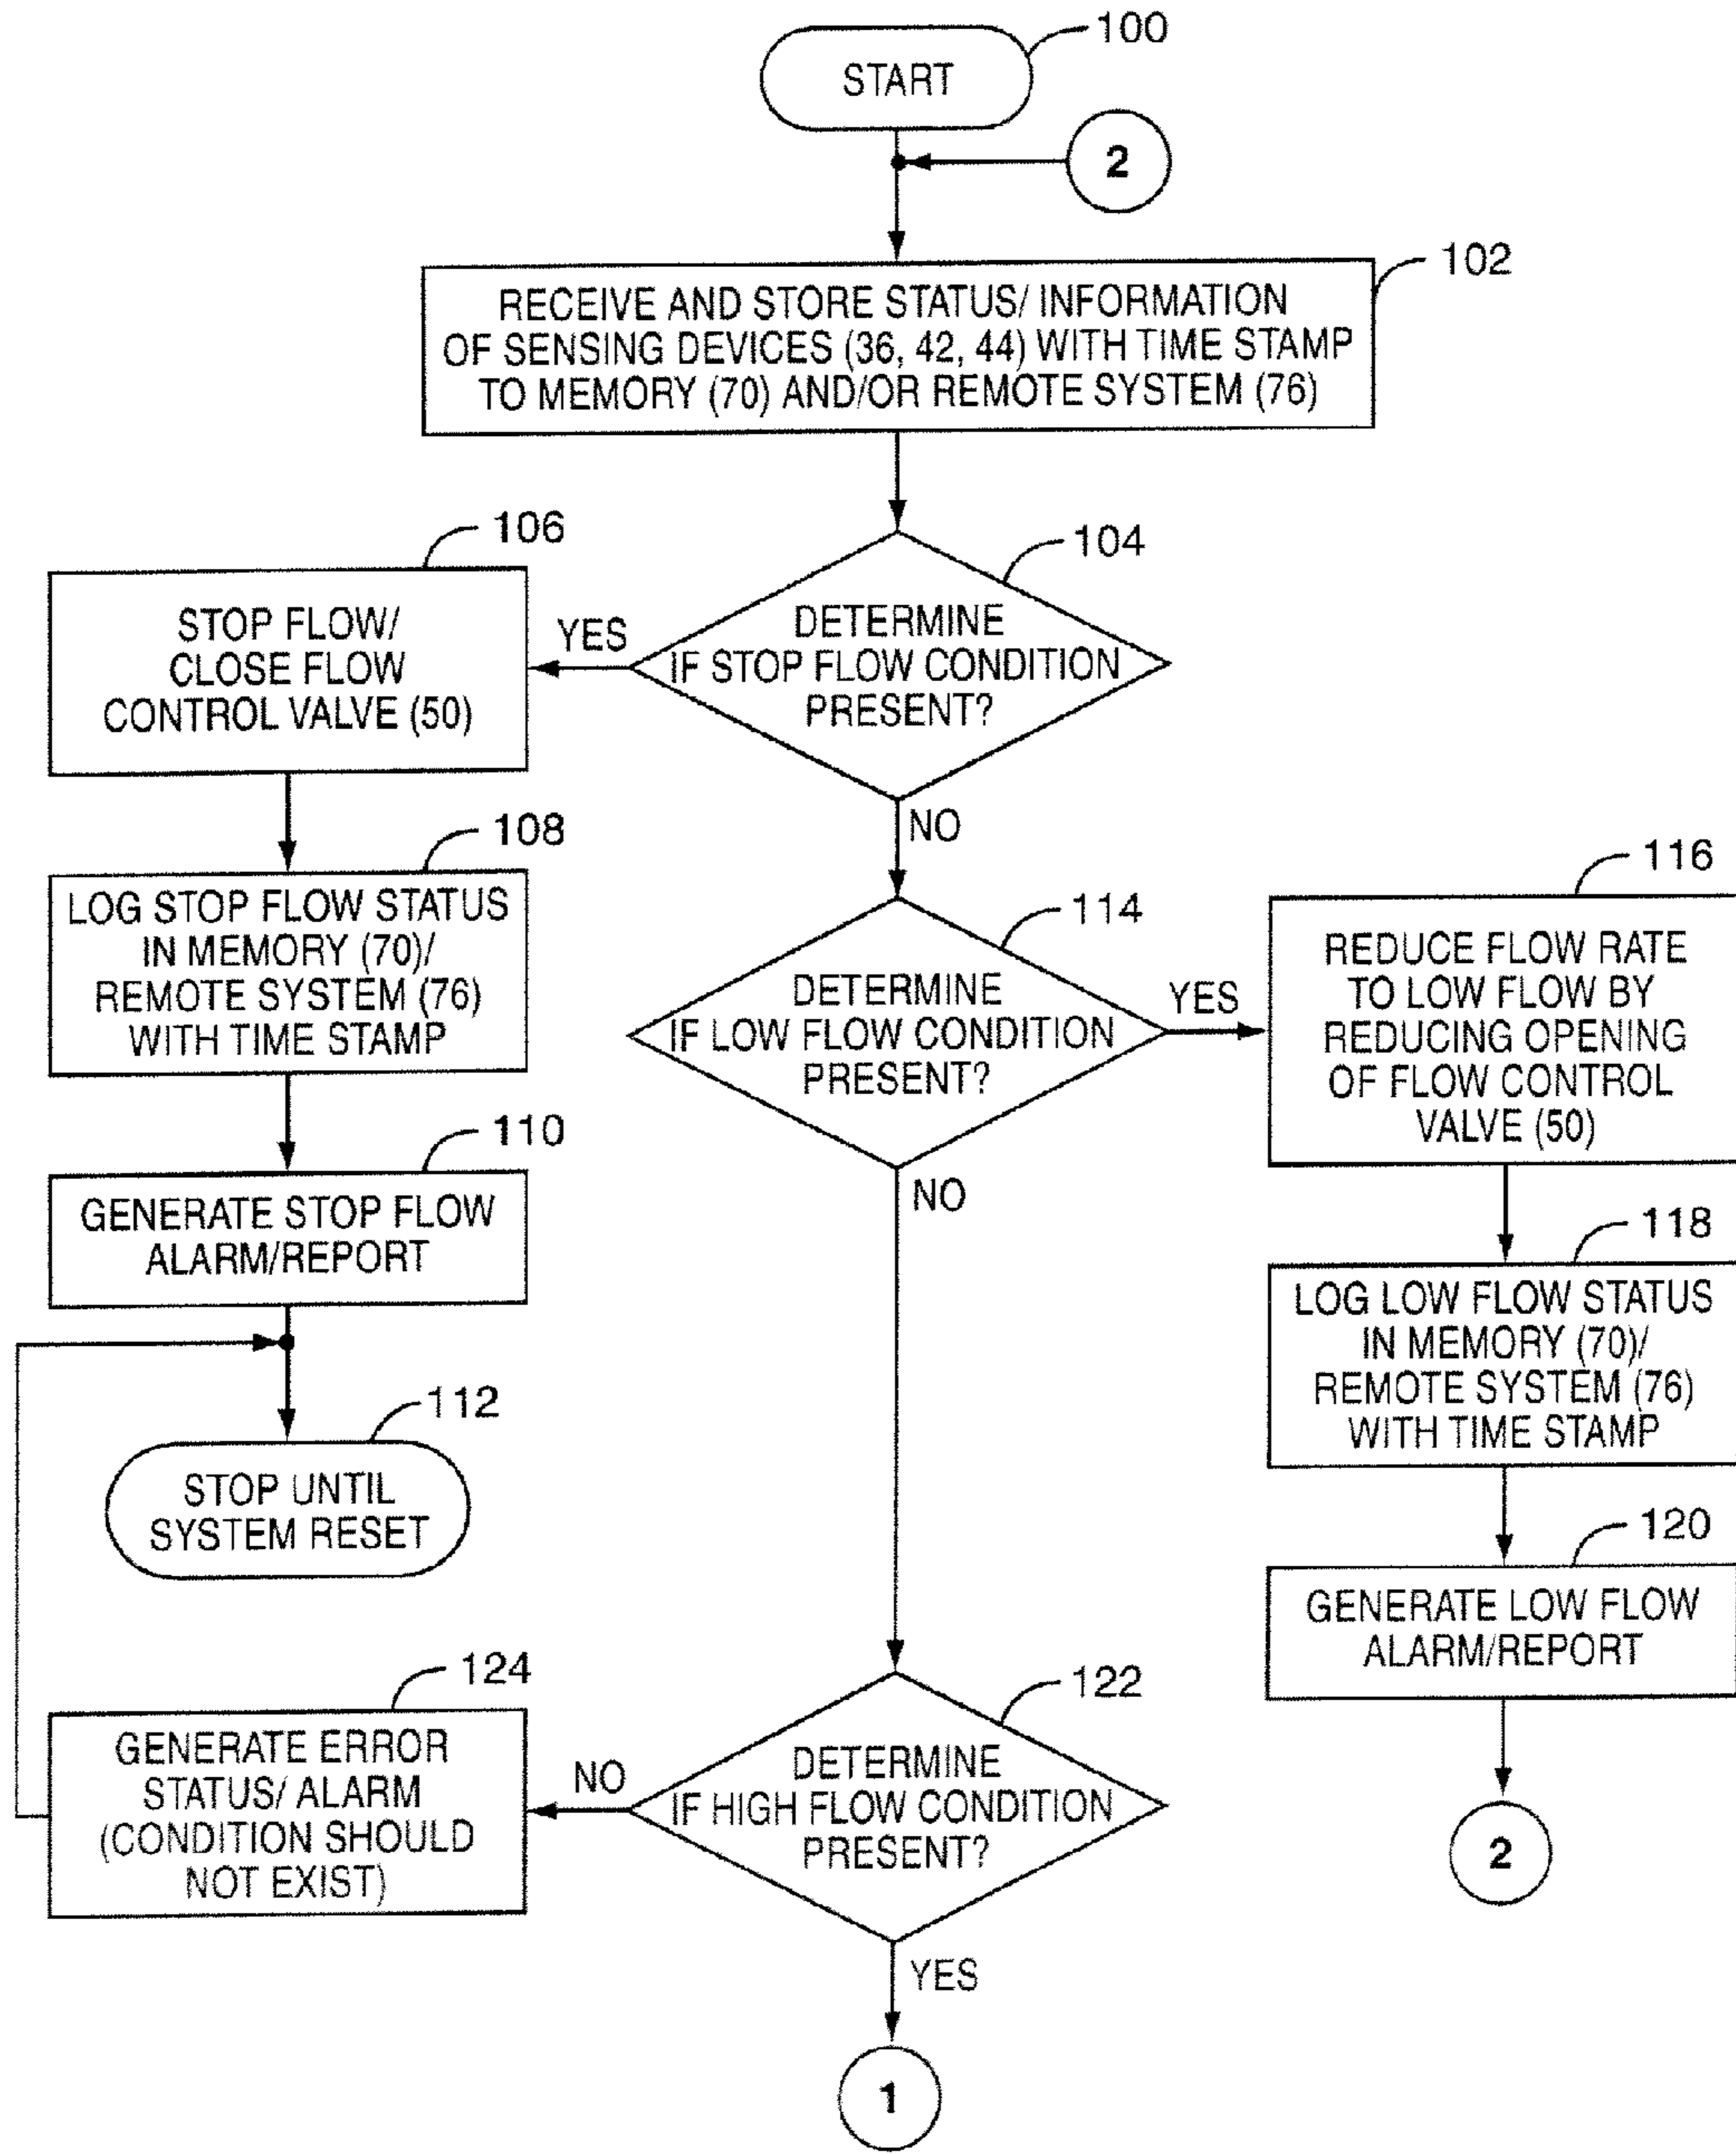 100
START
2
102
RECEIVE AND STORE STATUS/ INFORMATION
OF SENSING DEVICES (36, 42, 44) WITH TIME STAMP
TO MEMORY (70) AND/OR REMOTE SYSTEM (76)
104
DETERMINE
IF STOP FLOW CONDITION
PRESENT?
YES
NO
106
STOP FLOW/
CLOSE FLOW
CONTROL VALVE (50)
108
LOG STOP FLOW STATUS
IN MEMORY (70)/
REMOTE SYSTEM (76)
WITH TIME STAMP
110
GENERATE STOP FLOW
ALARM/REPORT
112
STOP UNTIL
SYSTEM RESET
114
DETERMINE
IF LOW FLOW CONDITION
PRESENT?
YES
NO
116
REDUCE FLOW RATE
TO LOW FLOW BY
REDUCING OPENING
OF FLOW CONTROL
VALVE (50)
118
LOG LOW FLOW STATUS
IN MEMORY (70)/
REMOTE SYSTEM (76)
WITH TIME STAMP
120
GENERATE LOW FLOW
ALARM/REPORT
2
122
DETERMINE
IF HIGH FLOW CONDITION
PRESENT?
NO
YES
124
GENERATE ERROR
STATUS/ ALARM
(CONDITION SHOULD
NOT EXIST)
1